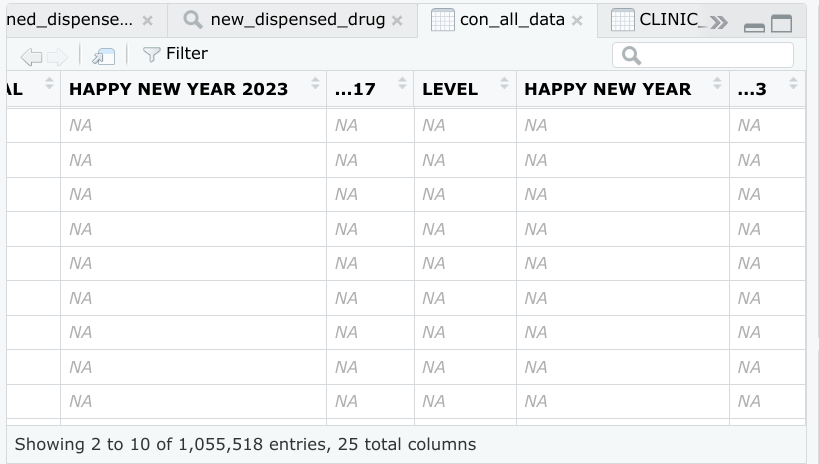 ned_dispense... × new_dispensed_drug × con_all_data × CLINIC_
Filter
AL HAPPY NEW YEAR 2023 ...17 LEVEL HAPPY NEW YEAR ...3
NA NA NA NA NA
NA NA NA NA NA
NA NA NA NA NA
NA NA NA NA NA
NA NA NA NA NA
NA NA NA NA NA
NA NA NA NA NA
NA NA NA NA NA
NA NA NA NA NA
Showing 2 to 10 of 1,055,518 entries, 25 total columns